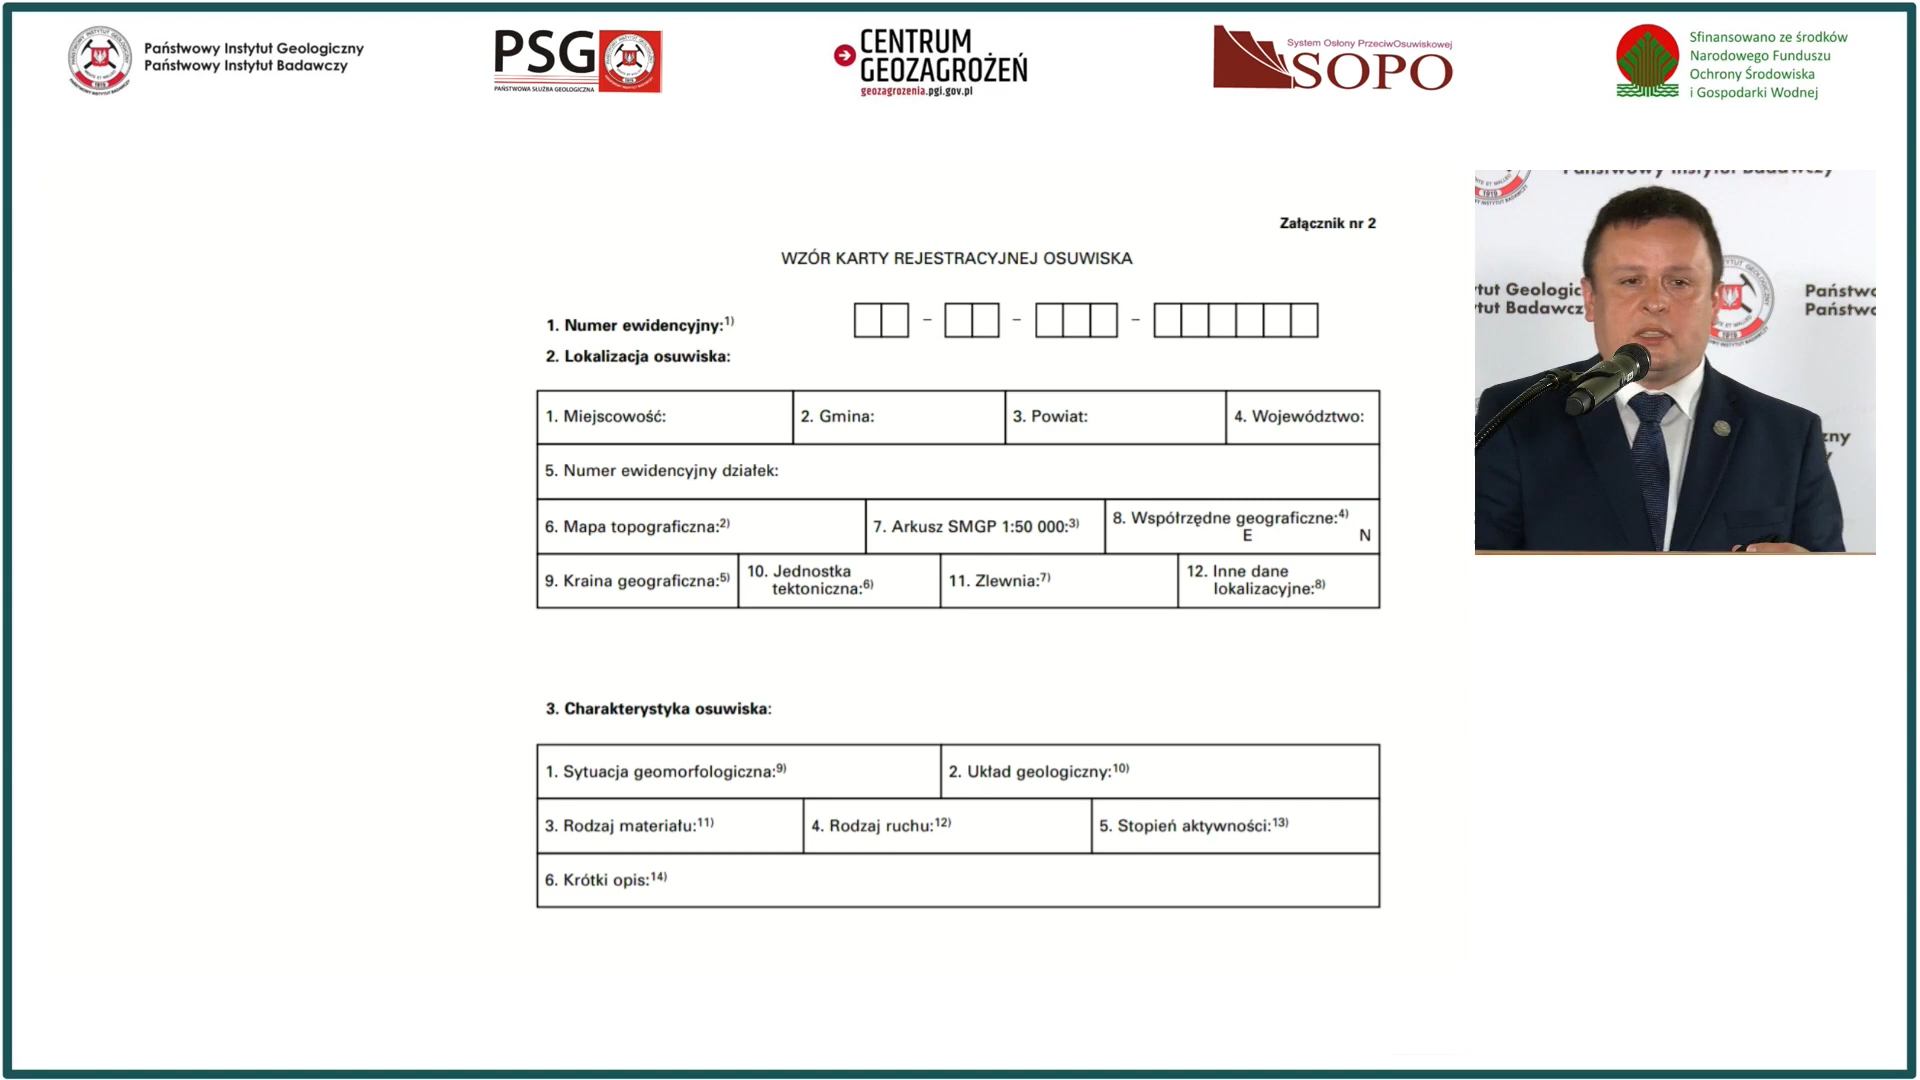 Państwowy Instytut Geologiczny
Państwowy Instytut Badawczy
PSG
PAŃSTWOWA SŁUŻBA GEOLOGICZNA
CENTRUM
GEOZAGROŻEŃ
geozagrozenia.pgi.gov.pl
System Osłony PrzeciwOsuwiskowej
SOPO
Sfinansowano ze środków
Narodowego Funduszu
Ochrony Środowiska
i Gospodarki Wodnej
Załącznik nr 2
WZÓR KARTY REJESTRACYJNEJ OSUWISKA
1. Numer ewidencyjny:1)
2. Lokalizacja osuwiska:
1. Miejscowość:
2. Gmina:
3. Powiat:
4. Województwo:
5. Numer ewidencyjny działek:
6. Mapa topograficzna:2)
7. Arkusz SMGP 1:50 000:3)
8. Współrzędne geograficzne:4)
E N
9. Kraina geograficzna:5)
10. Jednostka
tektoniczna:6)
11. Zlewnia:7)
12. Inne dane
lokalizacyjne:8)
3. Charakterystyka osuwiska:
1. Sytuacja geomorfologiczna:9)
2. Układ geologiczny:10)
3. Rodzaj materiału:11)
4. Rodzaj ruchu:12)
5. Stopień aktywności:13)
6. Krótki opis:14)